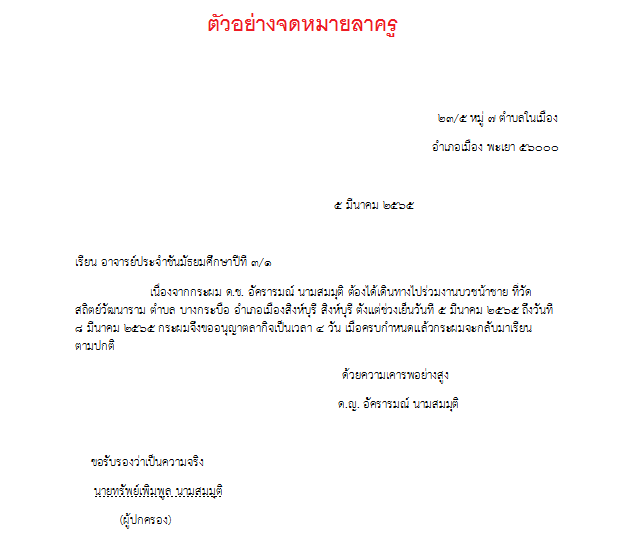 ตัวอย่างจดหมายลาครู
๒๓/๕ หมู่ ๗ ตำบลในเมือง
อำเภอเมือง พะเยา ๕๖๐๐๐
๕ มีนาคม ๒๕๖๕
เรียน อาจารย์ประจำชั้นมัธยมศึกษาปีที่ ๓/๑
เนื่องจากกระผม ด.ช. อัครารมณ์ นามสมมุติ ต้องได้เดินทางไปร่วมงานบวชน้าชาย ที่วัด
สถิตย์วัฒนาราม ตำบล บางกระบือ อำเภอเมืองสิงห์บุรี สิงห์บุรี ตั้งแต่ช่วงเย็นวันที่ ๕ มีนาคม ๒๕๖๕ ถึงวันที่
๘ มีนาคม ๒๕๖๕ กระผมจึงขออนุญาตลากิจเป็นเวลา ๔ วัน เมื่อครบกำหนดแล้วกระผมจะกลับมาเรียน
ตามปกติ
ด้วยความเคารพอย่างสูง
ด.ญ. อัครารมณ์ นามสมมุติ
ขอรับรองว่าเป็นความจริง
นายทรัพย์เพิ่มพูล นามสมมุติ
(ผู้ปกครอง)